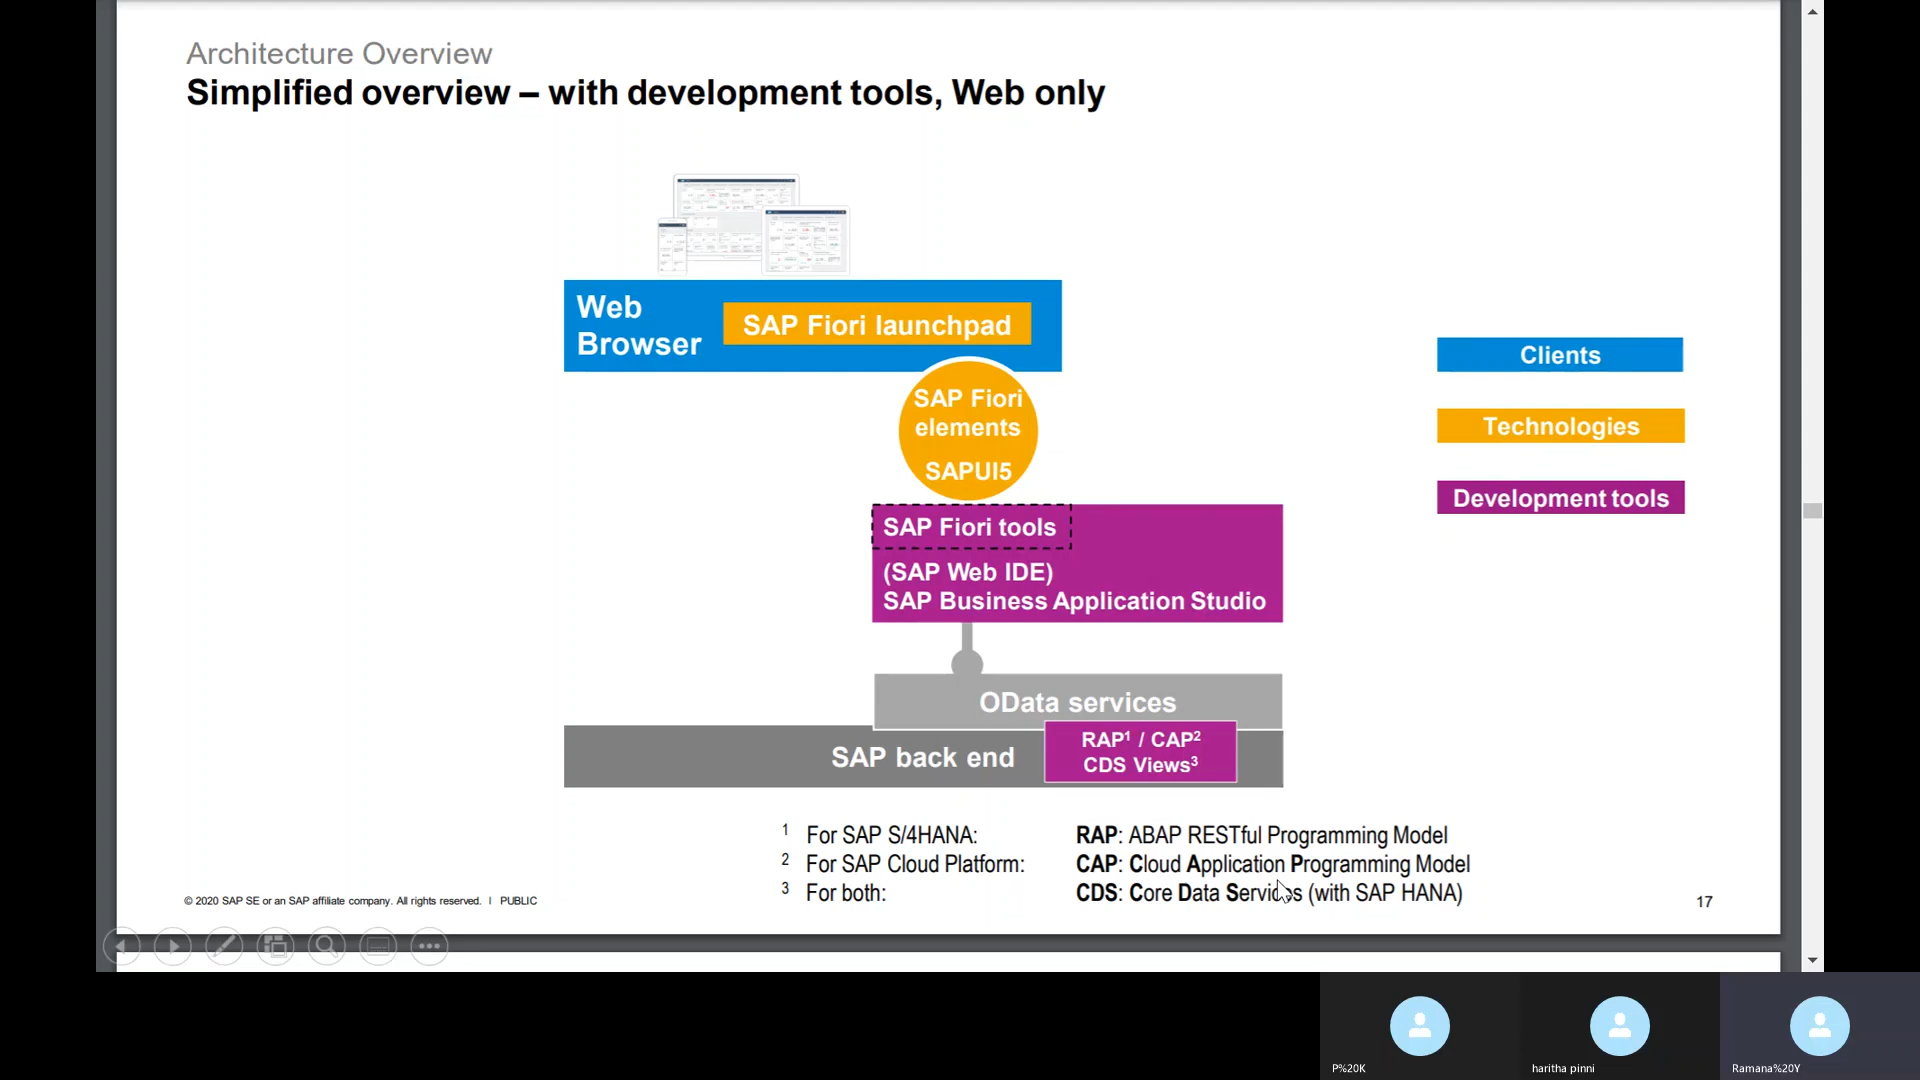 Architecture Overview
Simplified overview – with development tools, Web only
Web
Browser
SAP Fiori launchpad
SAP Fiori
elements
SAPUI5
Clients
Technologies
Development tools
SAP Fiori tools
(SAP Web IDE)
SAP Business Application Studio
OData services
SAP back end
RAP¹ / CAP²
CDS Views³
1 For SAP S/4HANA: RAP: ABAP RESTful Programming Model
2 For SAP Cloud Platform: CAP: Cloud Application Programming Model
3 For both: CDS: Core Data Services (with SAP HANA)
© 2020 SAP SE or an SAP affiliate company. All rights reserved. ǀ PUBLIC
17
P%20K
haritha pinni
Ramana%20Y